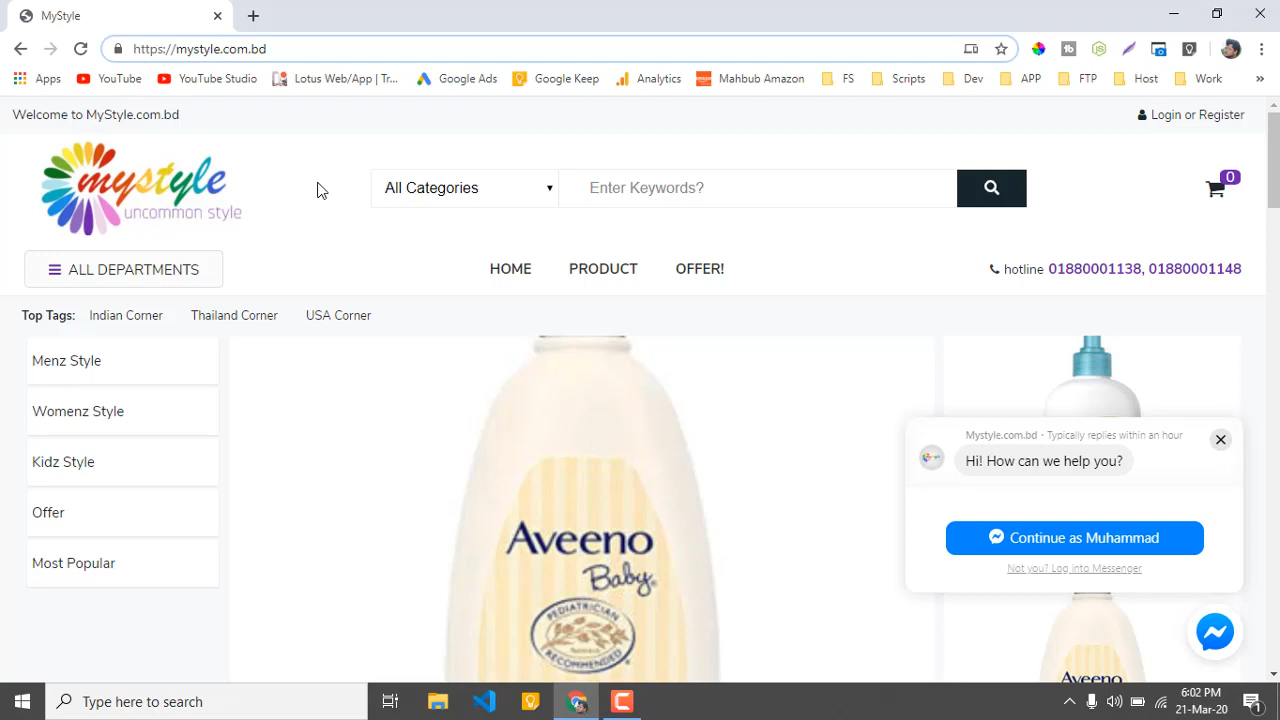 MyStyle
https://mystyle.com.bd
Apps YouTube YouTube Studio Lotus Web/App | Tr... Google Ads Google Keep Analytics Mahbub Amazon FS Scripts Dev APP FTP Host Work »
Welcome to MyStyle.com.bd Login or Register
mystyle
uncommon style
All Categories Enter Keywords? 0
ALL DEPARTMENTS HOME PRODUCT OFFER! hotline 01880001138, 01880001148
Top Tags: Indian Corner Thailand Corner USA Corner
Menz Style
Womenz Style
Kidz Style
Offer
Most Popular
Aveeno
Baby®
PEDIATRICIAN
RECOMMENDED
Mystyle.com.bd - Typically replies within an hour
Hi! How can we help you?
Continue as Muhammad
Not you? Log into Messenger
Aveeno
Type here to search
6:02 PM
21-Mar-20
1